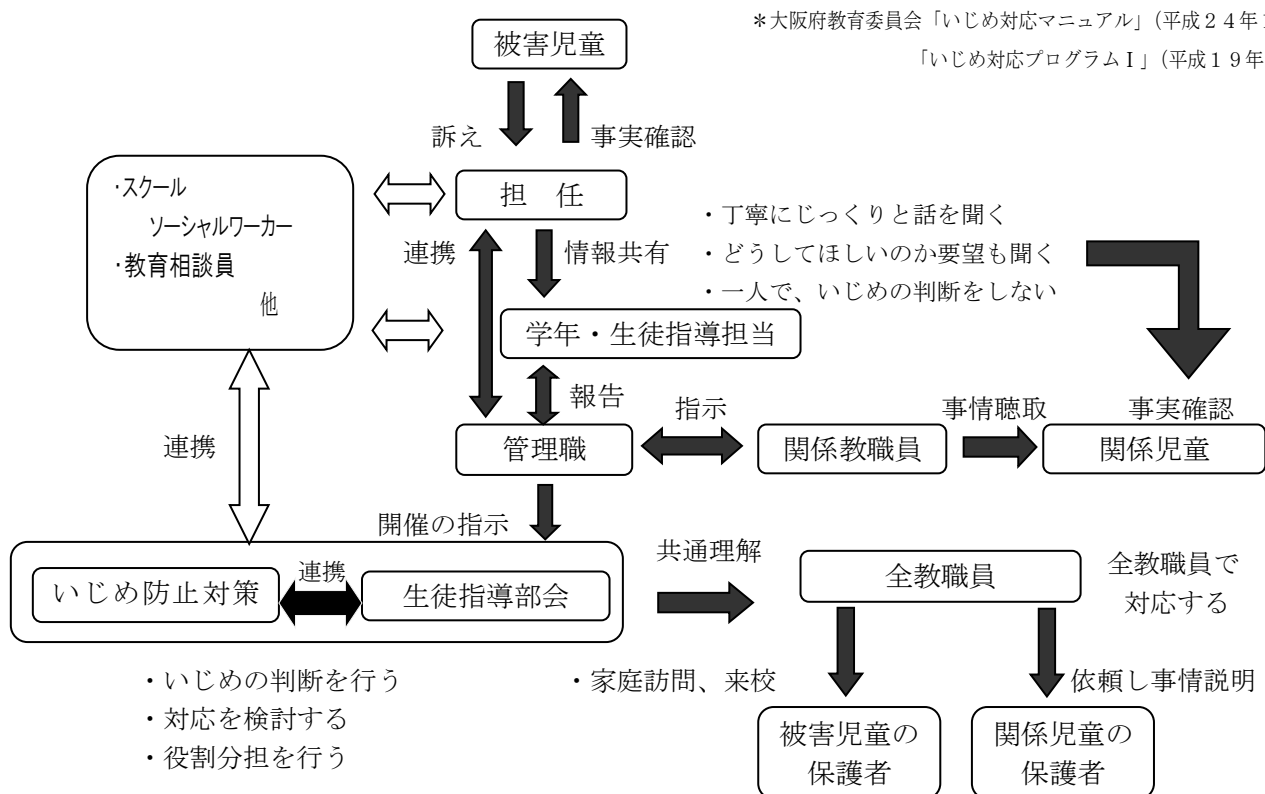 *大阪府教育委員会「いじめ対応マニュアル」(平成24年
「いじめ対応プログラムⅠ」(平成19年
被害児童
訴え
事実確認
・スクール
ソーシャルワーカー
・教育相談員
他
担 任
連携
情報共有
・丁寧にじっくりと話を聞く
・どうしてほしいのか要望も聞く
・一人で、いじめの判断をしない
学年・生徒指導担当
報告
連携
管理職
指示
関係教職員
事情聴取
事実確認
関係児童
開催の指示
いじめ防止対策
連携
生徒指導部会
共通理解
全教職員
全教職員で
対応する
・いじめの判断を行う
・対応を検討する
・役割分担を行う
・家庭訪問、来校
依頼し事情説明
被害児童の
保護者
関係児童の
保護者